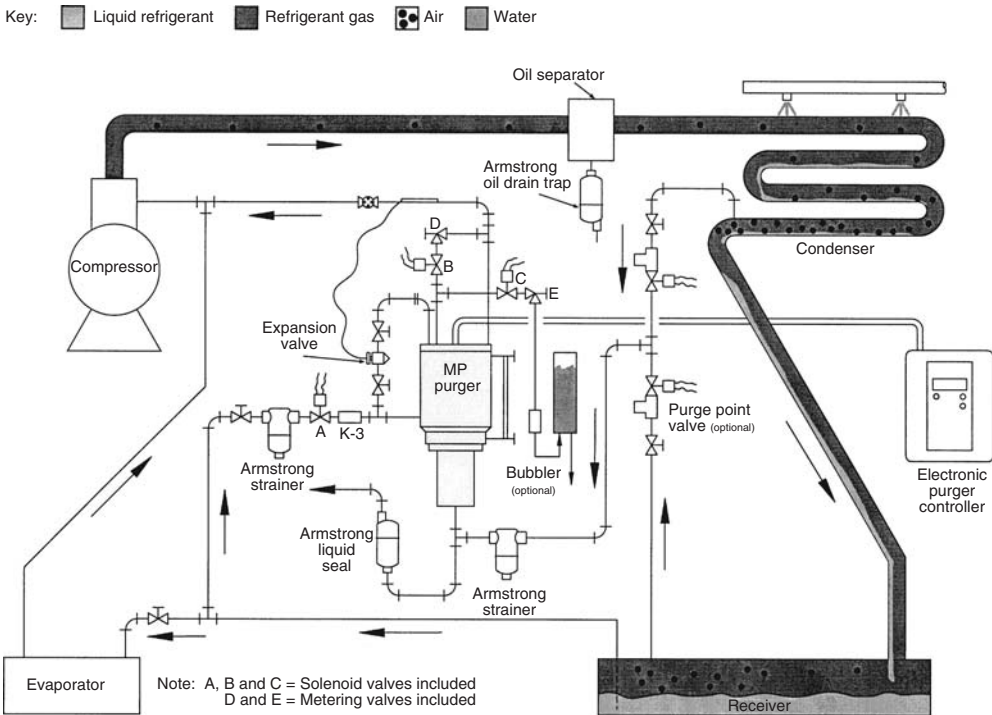 Key: Liquid refrigerant Refrigerant gas Air Water
Oil separator
Armstrong
oil drain trap
Compressor
Condenser
D
B
C
E
Expansion
valve
MP
purger
A
K-3
Armstrong
strainer
Purge point
valve (optional)
Bubbler
(optional)
Electronic
purger
controller
Armstrong
liquid
seal
Armstrong
strainer
Evaporator
Note: A, B and C = Solenoid valves included
D and E = Metering valves included
Receiver